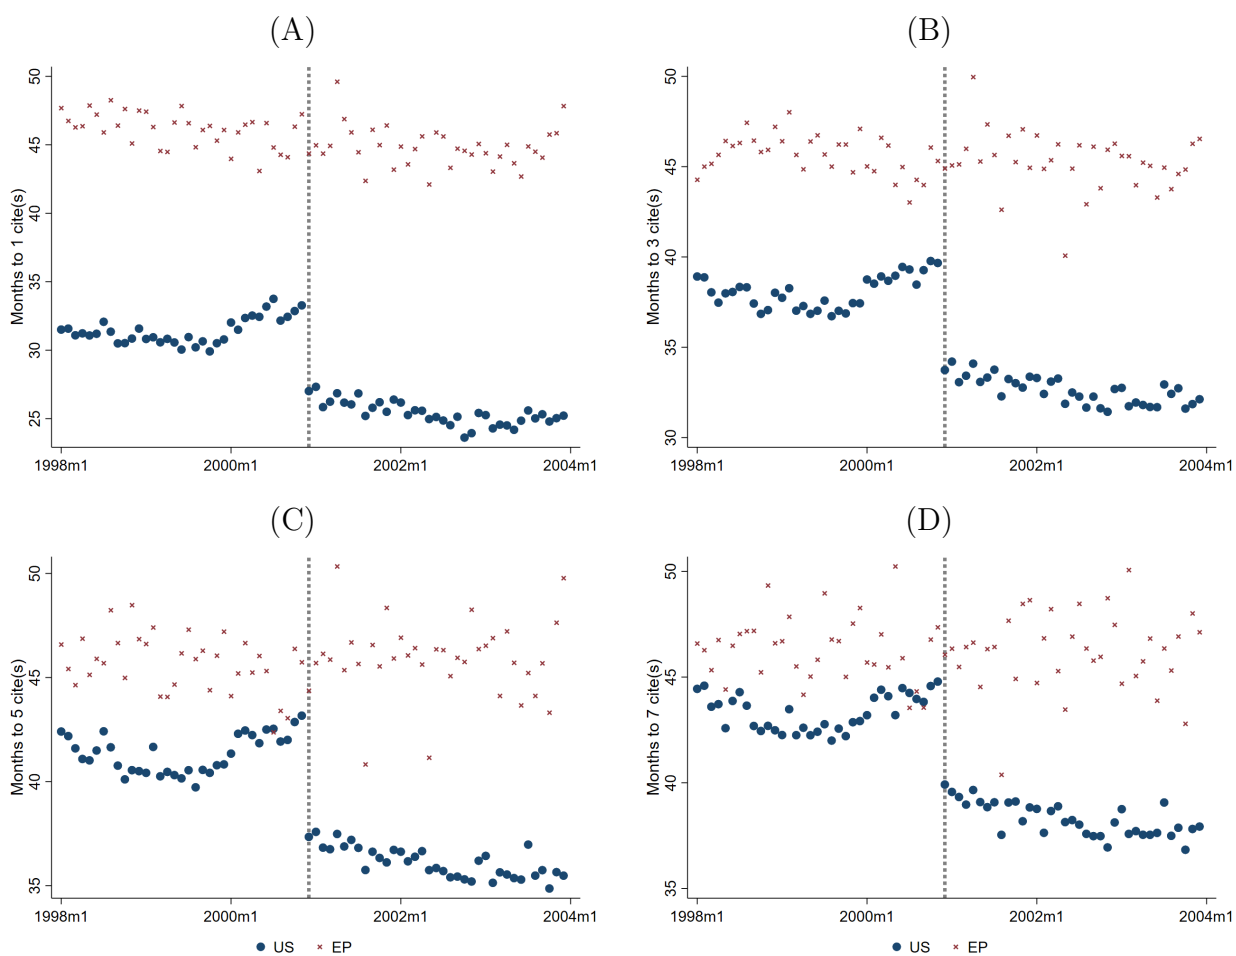 (A)
Months to 1 cite(s)
50
45
40
35
30
25
1998m1 2000m1 2002m1 2004m1
(B)
Months to 3 cite(s)
50
45
40
35
30
1998m1 2000m1 2002m1 2004m1
(C)
Months to 5 cite(s)
50
45
40
35
1998m1 2000m1 2002m1 2004m1
US EP
(D)
Months to 7 cite(s)
50
45
40
35
1998m1 2000m1 2002m1 2004m1
US EP